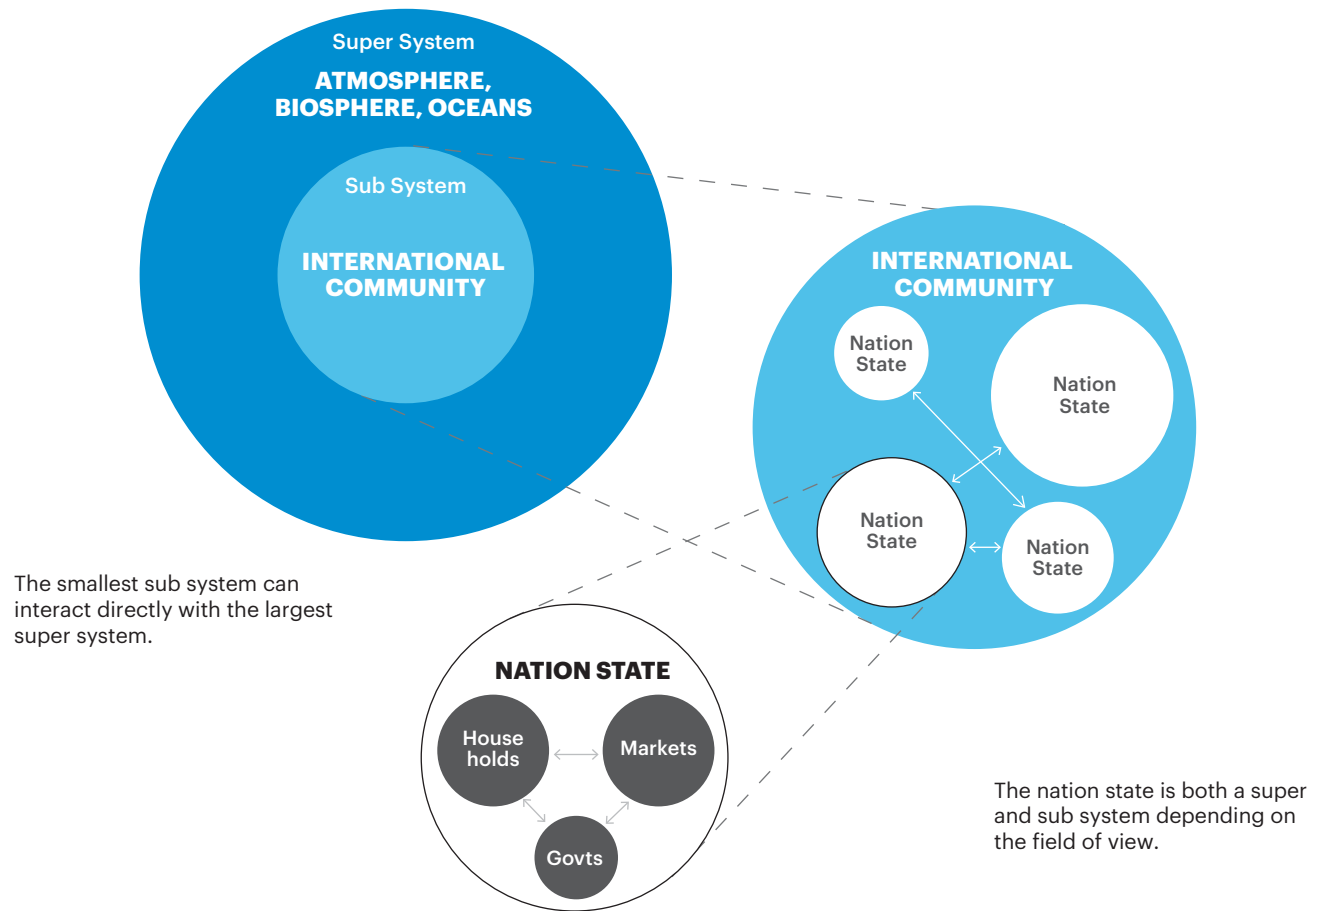 Super System
ATMOSPHERE,
BIOSPHERE, OCEANS
Sub System
INTERNATIONAL
COMMUNITY
INTERNATIONAL
COMMUNITY
Nation
State
Nation
State
Nation
State
Nation
State
The smallest sub system can
interact directly with the largest
super system.
NATION STATE
House
holds
Markets
Govts
The nation state is both a super
and sub system depending on
the field of view.